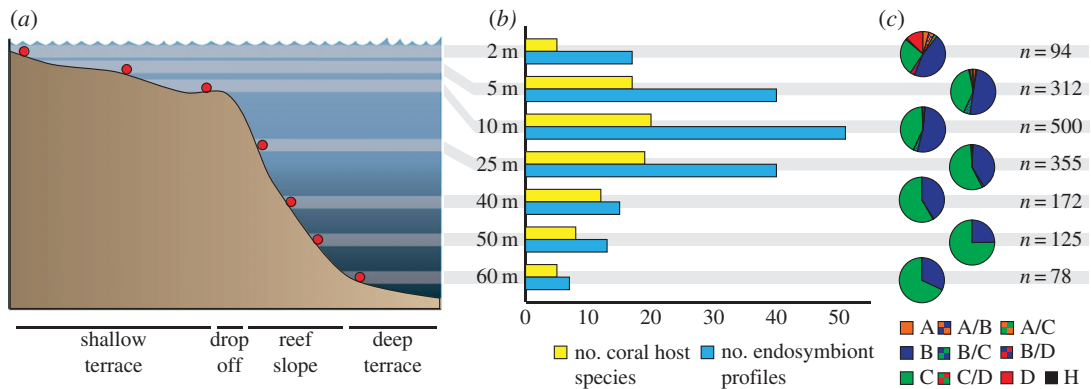 (a)
(b)
(c)
2 m
n = 94
5 m
n = 312
10 m
n = 500
25 m
n = 355
40 m
n = 172
50 m
n = 125
60 m
n = 78
0 10 20 30 40 50
shallow terrace
drop off
reef slope
deep terrace
no. coral host species
no. endosymbiont profiles
A A/B A/C
B B/C B/D
C C/D D H